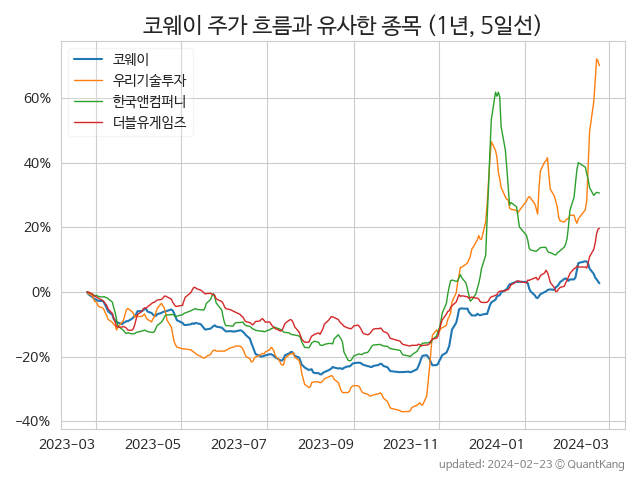 코웨이 주가 흐름과 유사한 종목 (1년, 5일선)
코웨이
우리기술투자
한국앤컴퍼니
더블유게임즈
60%
40%
20%
0%
−20%
−40%
2023−03 2023−05 2023−07 2023−09 2023−11 2024−01 2024−03
updated: 2024−02−23 © QuantKang